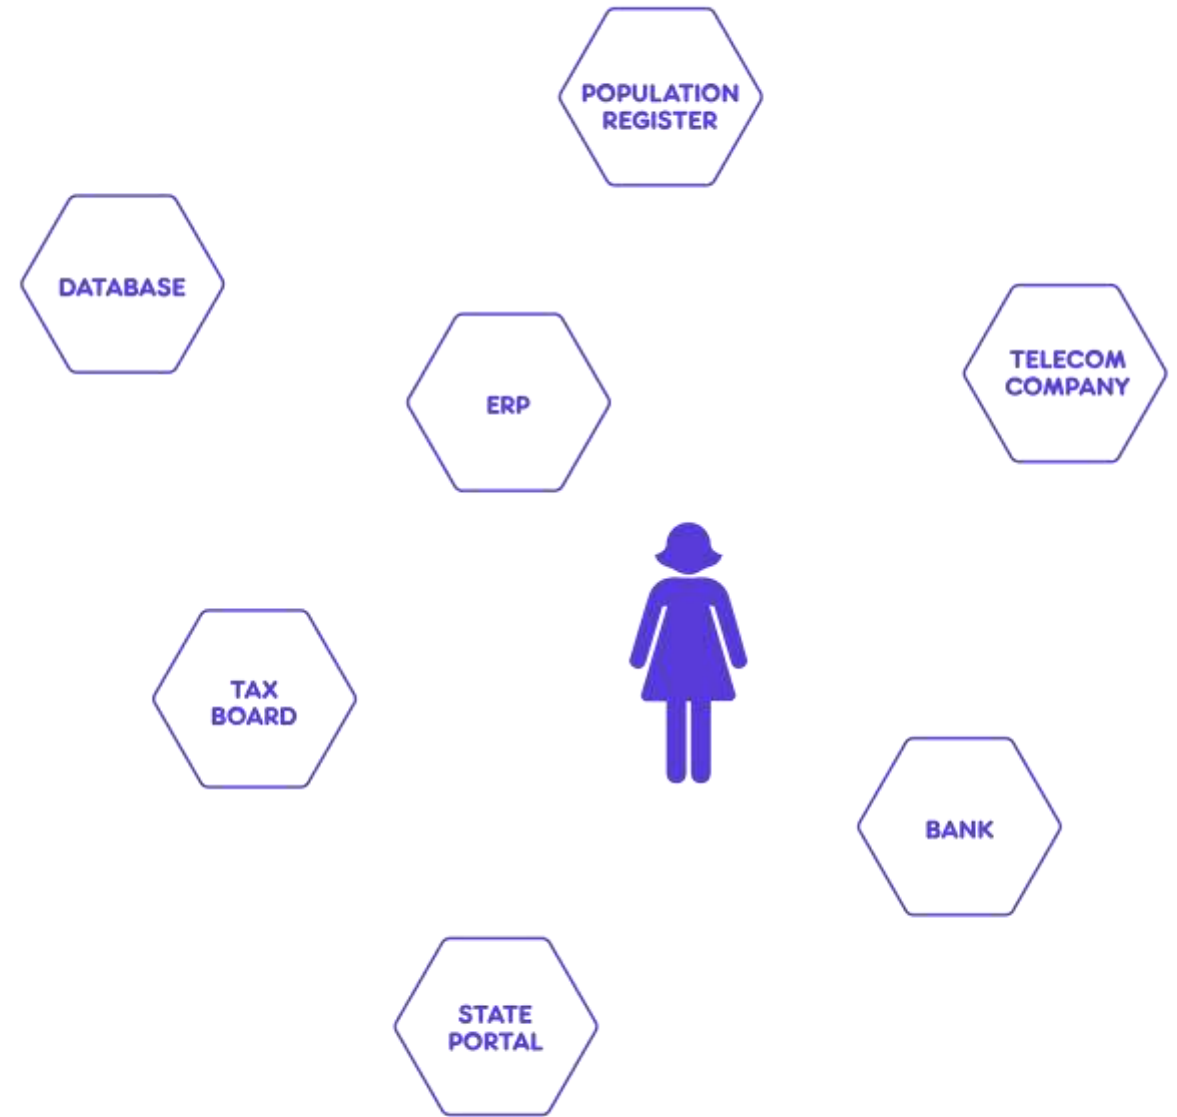 POPULATION
REGISTER
DATABASE
TELECOM
COMPANY
ERP
TAX
BOARD
BANK
STATE
PORTAL